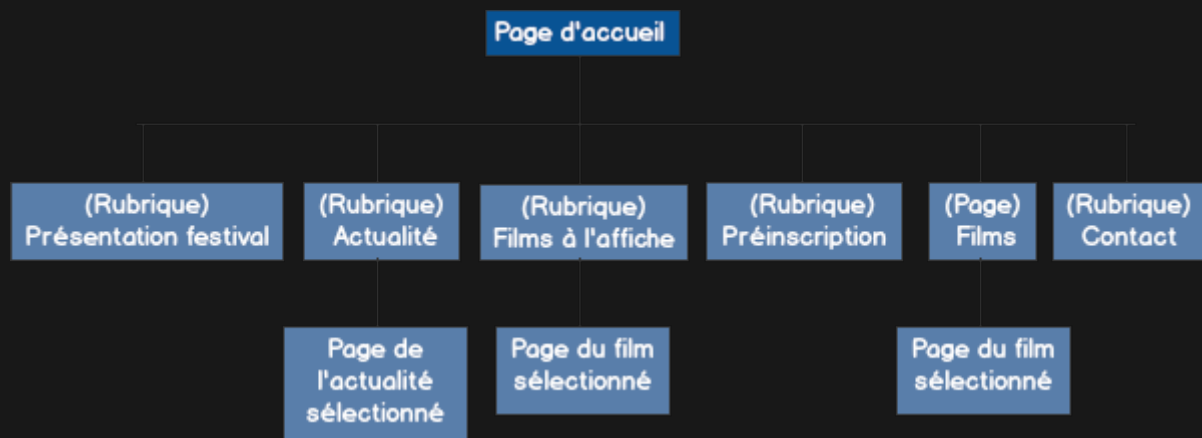 Page d'accueil
(Rubrique)
Présentation festival
(Rubrique)
Actualité
(Rubrique)
Films à l'affiche
(Rubrique)
Préinscription
(Page)
Films
(Rubrique)
Contact
Page de
l'actualité
sélectionné
Page du film
sélectionné
Page du film
sélectionné